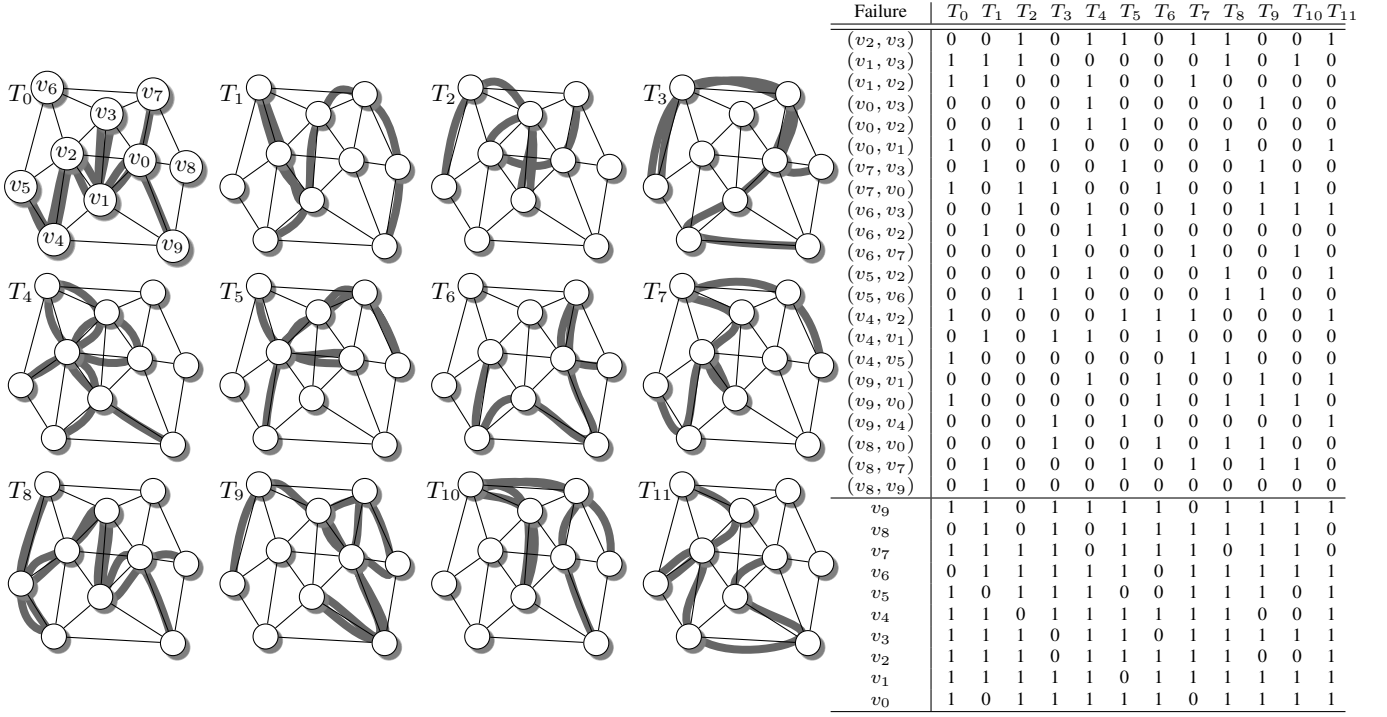 T0 v6 v7 T1 T2 T3
v3
v2 v0 v8
v5 v1
v4 v9
T4 T5 T6 T7
T8 T9 T10 T11
Failure T0 T1 T2 T3 T4 T5 T6 T7 T8 T9 T10 T11
(v2, v3) 0 0 1 0 1 1 0 1 1 0 0 1
(v1, v3) 1 1 1 0 0 0 0 0 1 0 1 0
(v1, v2) 1 1 0 0 1 0 0 1 0 0 0 0
(v0, v3) 0 0 0 0 1 0 0 0 0 1 0 0
(v0, v2) 0 0 1 0 1 1 0 0 0 0 0 0
(v0, v1) 1 0 0 1 0 0 0 0 1 0 0 1
(v7, v3) 0 1 0 0 0 1 0 0 0 1 0 0
(v7, v0) 1 0 1 1 0 0 1 0 0 1 1 0
(v6, v3) 0 0 1 0 1 0 0 1 0 1 1 1
(v6, v2) 0 1 0 0 1 1 0 0 0 0 0 0
(v6, v7) 0 0 0 1 0 0 0 1 0 0 1 0
(v5, v2) 0 0 0 0 1 0 0 0 1 0 0 1
(v5, v6) 0 0 1 1 0 0 0 0 1 1 0 0
(v4, v2) 1 0 0 0 0 1 1 1 0 0 0 1
(v4, v1) 0 1 0 1 1 0 1 0 0 0 0 0
(v4, v5) 1 0 0 0 0 0 0 1 1 0 0 0
(v9, v1) 0 0 0 0 1 0 1 0 0 1 0 1
(v9, v0) 1 0 0 0 0 0 1 0 1 1 1 0
(v9, v4) 0 0 0 1 0 1 0 0 0 0 0 1
(v8, v0) 0 0 0 1 0 0 1 0 1 1 0 0
(v8, v7) 0 1 0 0 0 1 0 1 0 1 1 0
(v8, v9) 0 1 0 0 0 0 0 0 0 0 0 0
v9 1 1 0 1 1 1 1 0 1 1 1 1
v8 0 1 0 1 0 1 1 1 1 1 1 0
v7 1 1 1 1 0 1 1 1 0 1 1 0
v6 0 1 1 1 1 1 0 1 1 1 1 1
v5 1 0 1 1 1 0 0 1 1 1 0 1
v4 1 1 0 1 1 1 1 1 1 0 0 1
v3 1 1 1 0 1 1 0 1 1 1 1 1
v2 1 1 1 0 1 1 1 1 1 0 0 1
v1 1 1 1 1 1 0 1 1 1 1 1 1
v0 1 0 1 1 1 1 1 0 1 1 1 1